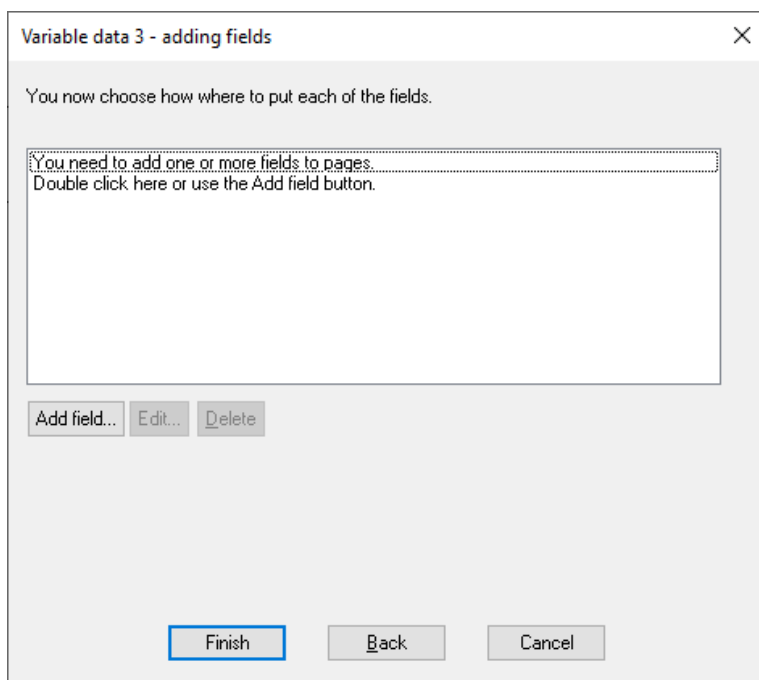 Variable data 3 - adding fields
You now choose how where to put each of the fields.
You need to add one or more fields to pages.
Double click here or use the Add field button.
Add field... Edit... Delete
Finish Back Cancel